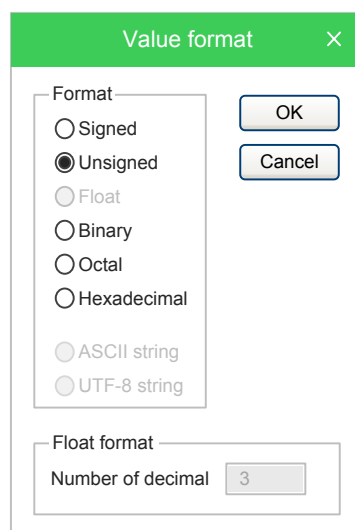 Value format
Format
Signed
Unsigned
Float
Binary
Octal
Hexadecimal
ASCII string
UTF-8 string
OK
Cancel
Float format
Number of decimal 3